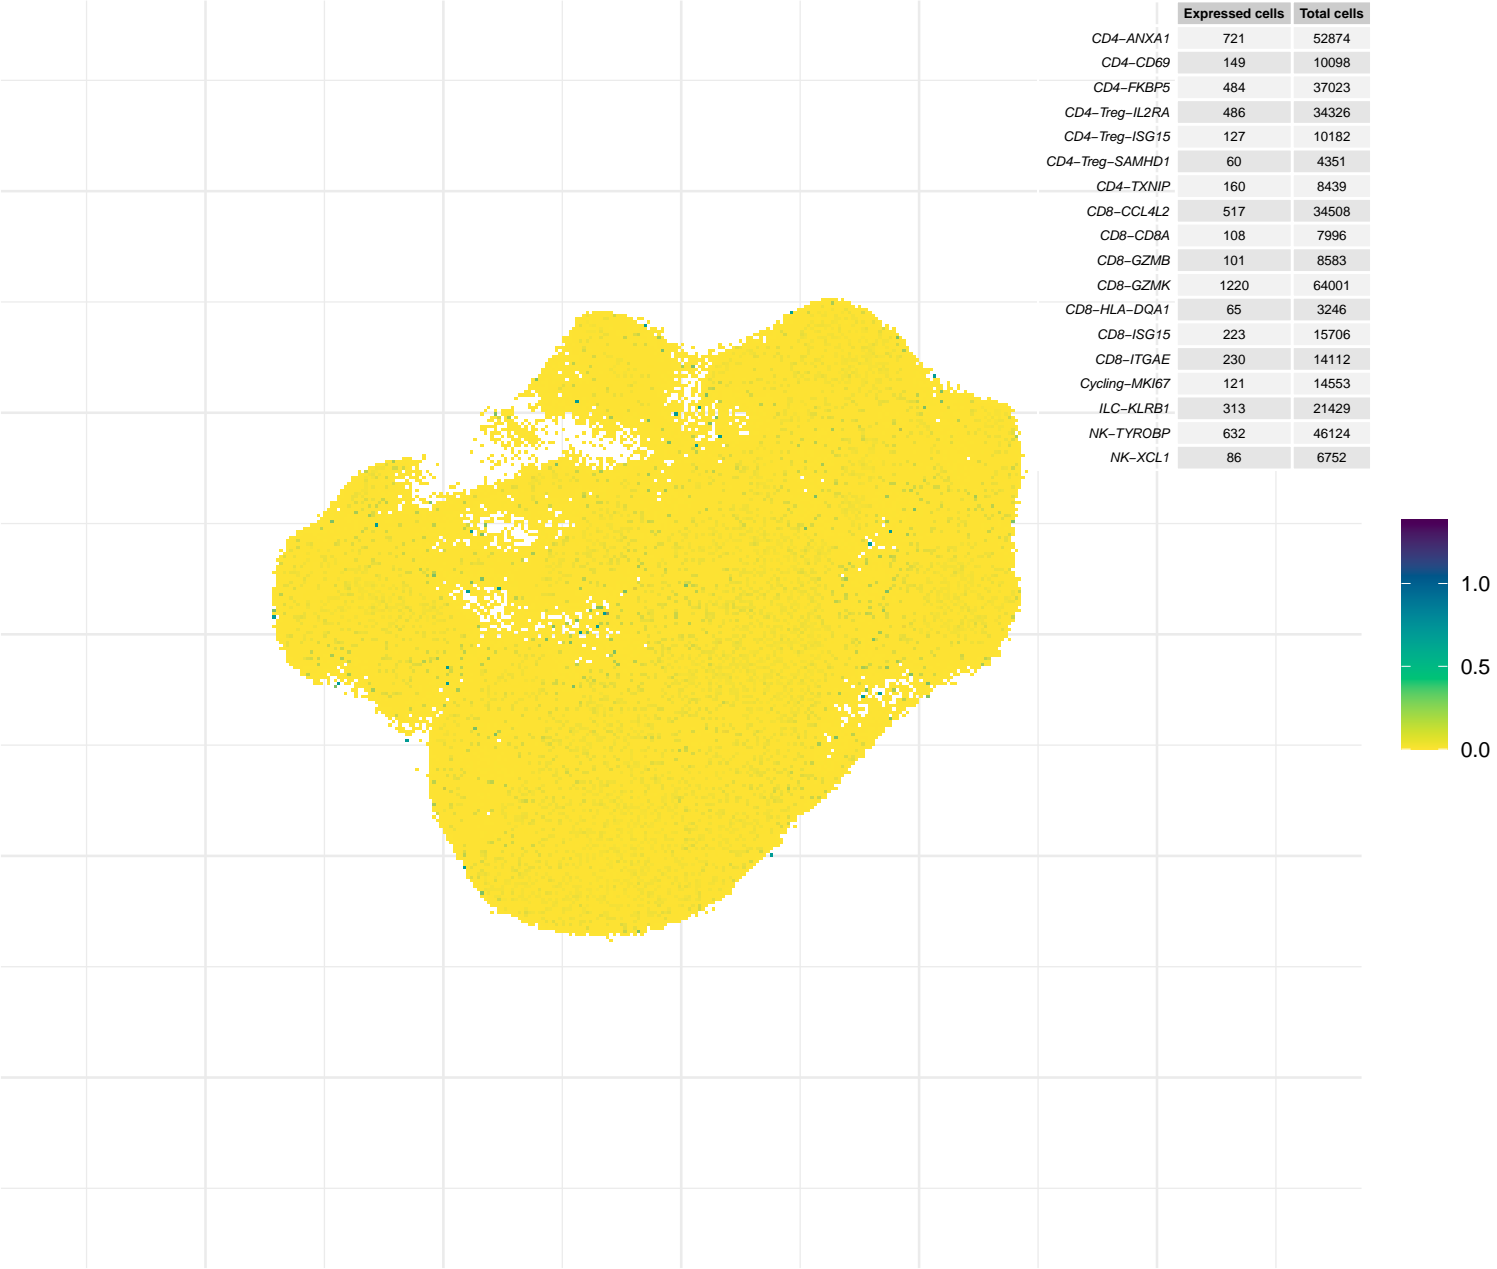 Expressed cells Total cells
CD4−ANXA1 721 52874
CD4−CD69 149 10098
CD4−FKBP5 484 37023
CD4−Treg−IL2RA 486 34326
CD4−Treg−ISG15 127 10182
CD4−Treg−SAMHD1 60 4351
CD4−TXNIP 160 8439
CD8−CCL4L2 517 34508
CD8−CD8A 108 7996
CD8−GZMB 101 8583
CD8−GZMK 1220 64001
CD8−HLA−DQA1 65 3246
CD8−ISG15 223 15706
CD8−ITGAE 230 14112
Cycling−MKI67 121 14553
ILC−KLRB1 313 21429
NK−TYROBP 632 46124
NK−XCL1 86 6752
1.0
0.5
0.0